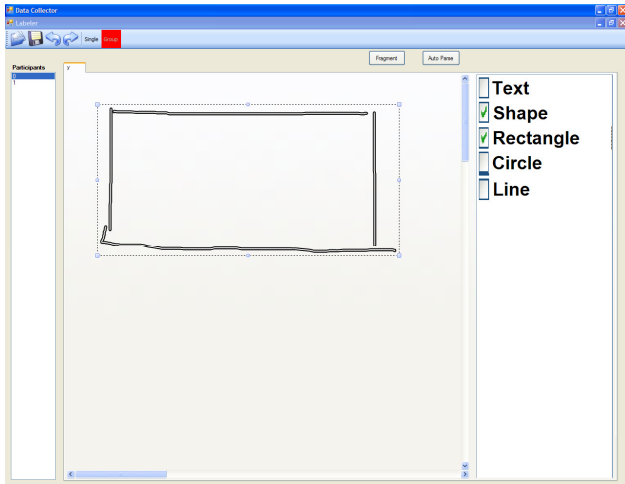 Data Collector
Labeler
Single Group
Fragment Auto Parse
Participants
0
1
y
Text
Shape
Rectangle
Circle
Line